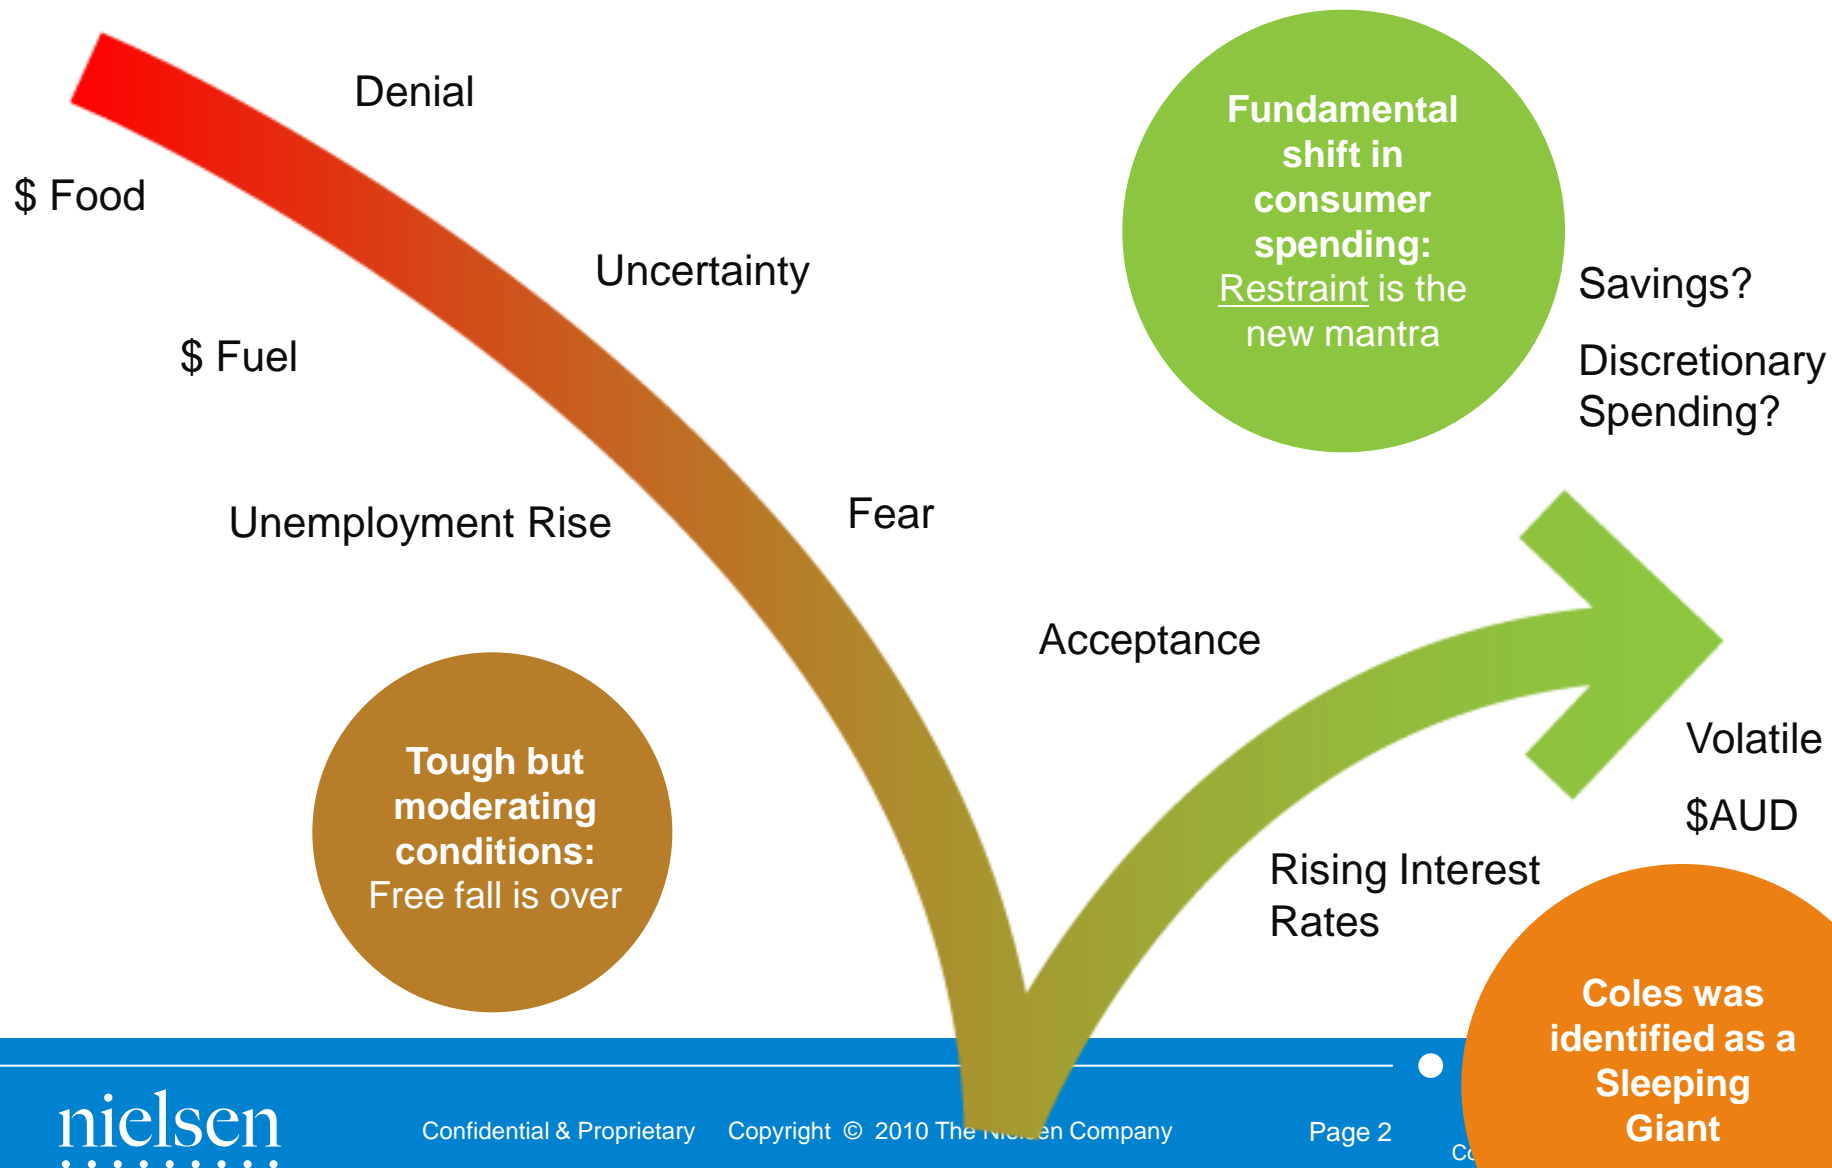 Denial
$ Food
Uncertainty
$ Fuel
Unemployment Rise
Fear
Acceptance
Fundamental
shift in
consumer
spending:
Restraint is the
new mantra
Savings?
Discretionary
Spending?
Tough but
moderating
conditions:
Free fall is over
Volatile
$AUD
Rising Interest
Rates
Coles was
identified as a
Sleeping
Giant
nielsen
Confidential & Proprietary
Copyright © 2010 The Nielsen Company
Page 2